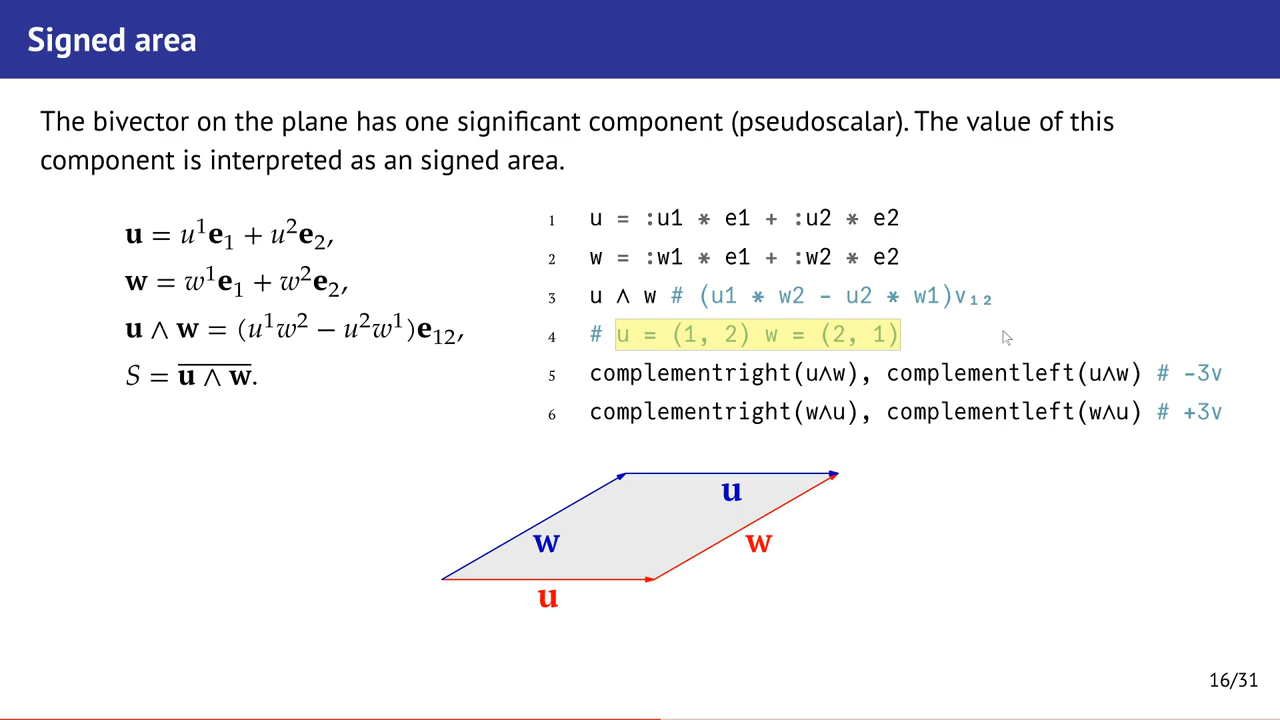 Signed area
The bivector on the plane has one significant component (pseudoscalar). The value of this
component is interpreted as an signed area.
u = u¹e₁ + u²e₂,
w = w¹e₁ + w²e₂,
u ∧ w = (u¹w² − u²w¹)e₁₂,
S = u̅ ̅∧̅ ̅w̅.
1 u = :u1 * e1 + :u2 * e2
2 w = :w1 * e1 + :w2 * e2
3 u ∧ w # (u1 * w2 - u2 * w1)v₁₂
4 # u = (1, 2) w = (2, 1)
5 complementright(u∧w), complementleft(u∧w) # -3v
6 complementright(w∧u), complementleft(w∧u) # +3v
u
w
w
u
16/31